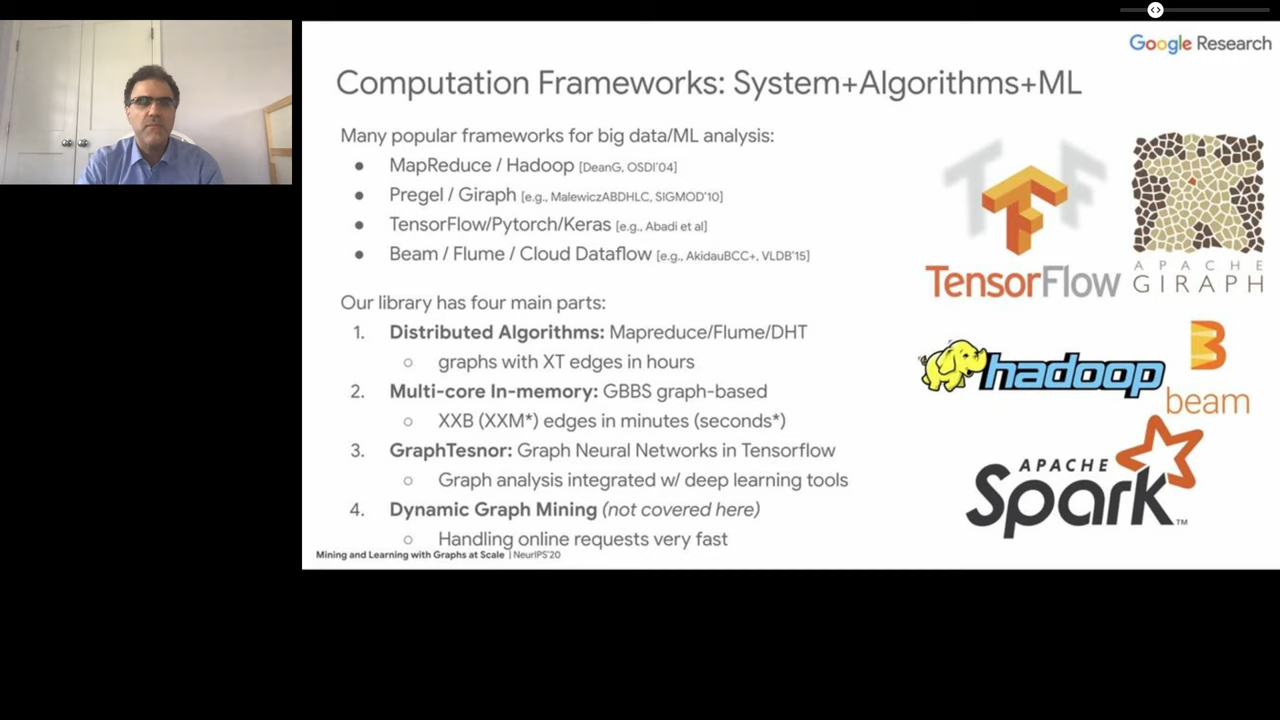 Google Research
Computation Frameworks: System+Algorithms+ML
Many popular frameworks for big data/ML analysis:
● MapReduce / Hadoop [DeanG, OSDI'04]
● Pregel / Giraph [e.g., MalewiczABDHLC, SIGMOD'10]
● TensorFlow/Pytorch/Keras [e.g., Abadi et al]
● Beam / Flume / Cloud Dataflow [e.g., AkidauBCC+, VLDB'15]
Our library has four main parts:
1. Distributed Algorithms: Mapreduce/Flume/DHT
○ graphs with XT edges in hours
2. Multi-core In-memory: GBBS graph-based
○ XXB (XXM*) edges in minutes (seconds*)
3. GraphTesnor: Graph Neural Networks in Tensorflow
○ Graph analysis integrated w/ deep learning tools
4. Dynamic Graph Mining (not covered here)
○ Handling online requests very fast
Mining and Learning with Graphs at Scale | NeurIPS'20
TensorFlow
APACHE
GIRAPH
hadoop
beam
APACHE
Spark™